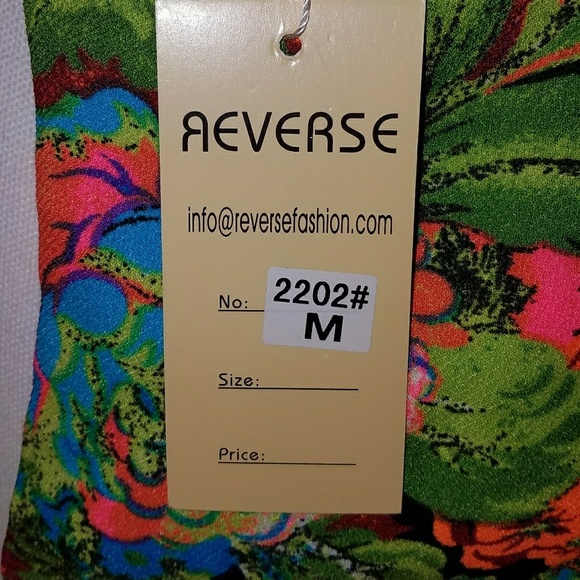 ЯEVERSE
info@reversefashion.com
No: 2202#
M
Size:
Price: